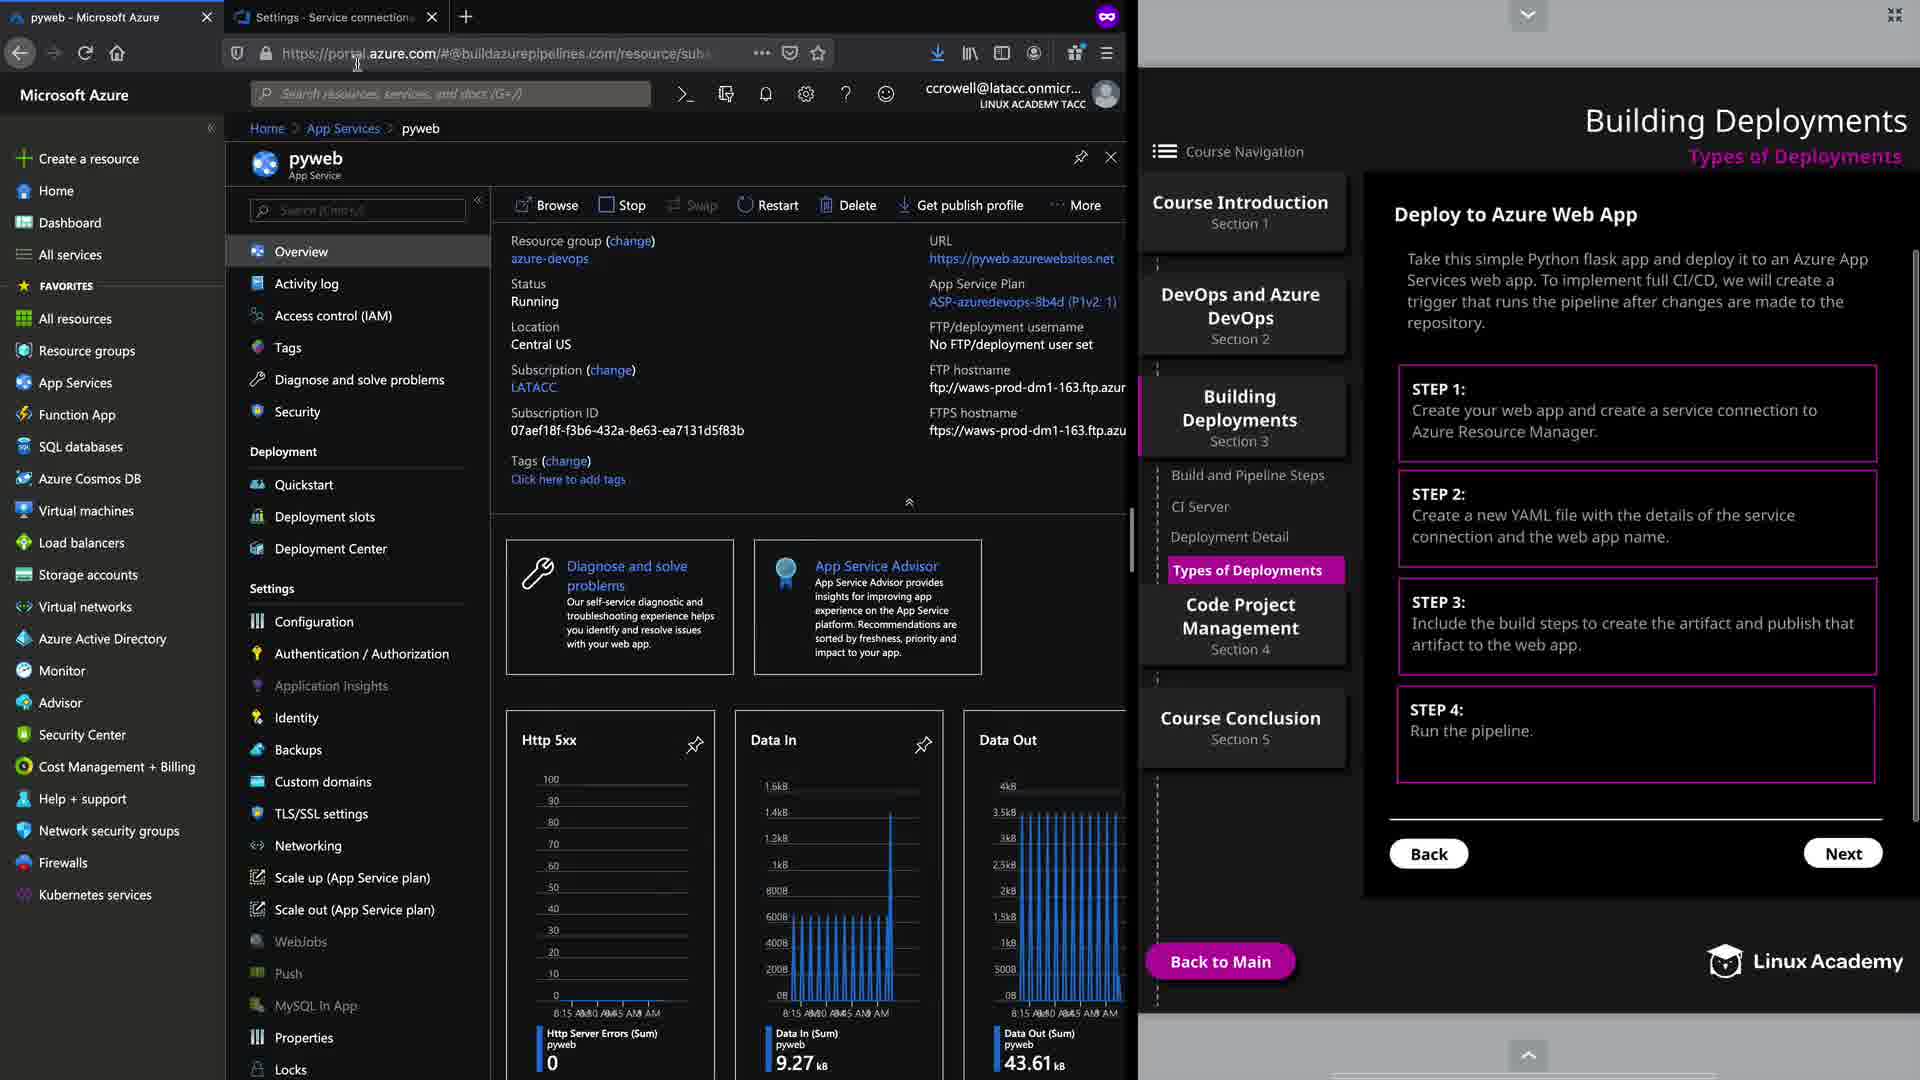 pyweb - Microsoft Azure
Settings · Service connection
https://portal.azure.com/#@buildazurepipelines.com/resource/sub
Microsoft Azure
Search resources, services, and docs (G+/)
ccrowell@latacc.onmicr...
LINUX ACADEMY TACC
Create a resource
Home
Dashboard
All services
FAVORITES
All resources
Resource groups
App Services
Function App
SQL databases
Azure Cosmos DB
Virtual machines
Load balancers
Storage accounts
Virtual networks
Azure Active Directory
Monitor
Advisor
Security Center
Cost Management + Billing
Help + support
Network security groups
Firewalls
Kubernetes services
Home > App Services > pyweb
pyweb
App Service
Search (Cmd+/)
Overview
Activity log
Access control (IAM)
Tags
Diagnose and solve problems
Security
Deployment
Quickstart
Deployment slots
Deployment Center
Settings
Configuration
Authentication / Authorization
Application Insights
Identity
Backups
Custom domains
TLS/SSL settings
Networking
Scale up (App Service plan)
Scale out (App Service plan)
WebJobs
Push
MySQL In App
Properties
Locks
Browse Stop Swap Restart Delete Get publish profile ··· More
Resource group (change)
azure-devops
Status
Running
Location
Central US
Subscription (change)
LATACC
Subscription ID
07aef18f-f3b6-432a-8e63-ea7131d5f83b
Tags (change)
Click here to add tags
URL
https://pyweb.azurewebsites.net
App Service Plan
ASP-azuredevops-8b4d (P1v2: 1)
FTP/deployment username
No FTP/deployment user set
FTP hostname
ftp://waws-prod-dm1-163.ftp.azur
FTPS hostname
ftps://waws-prod-dm1-163.ftp.azu
Diagnose and solve
problems
Our self-service diagnostic and
troubleshooting experience helps
you identify and resolve issues
with your web app.
App Service Advisor
App Service Advisor provides
insights for improving app
experience on the App Service
platform. Recommendations are
sorted by freshness, priority and
impact to your app.
Http 5xx
100
90
80
70
60
50
40
30
20
10
0
8:15 AM
AM
Http Server Errors (Sum)
pyweb
0
Data In
1.6kB
1.4kB
1.2kB
1kB
800B
600B
400B
200B
0B
8:15 AM
AM
Data In (Sum)
pyweb
9.27 kB
Data Out
4kB
3.5kB
3kB
2.5kB
2kB
1.5kB
1kB
500B
0B
8:15 AM
AM
Data Out (Sum)
pyweb
43.61 kB
Building Deployments
Types of Deployments
Course Navigation
Course Introduction
Section 1
DevOps and Azure
DevOps
Section 2
Building
Deployments
Section 3
Build and Pipeline Steps
CI Server
Deployment Detail
Types of Deployments
Code Project
Management
Section 4
Course Conclusion
Section 5
Back to Main
Deploy to Azure Web App
Take this simple Python flask app and deploy it to an Azure App
Services web app. To implement full CI/CD, we will create a
trigger that runs the pipeline after changes are made to the
repository.
STEP 1:
Create your web app and create a service connection to
Azure Resource Manager.
STEP 2:
Create a new YAML file with the details of the service
connection and the web app name.
STEP 3:
Include the build steps to create the artifact and publish that
artifact to the web app.
STEP 4:
Run the pipeline.
Back
Next
Linux Academy